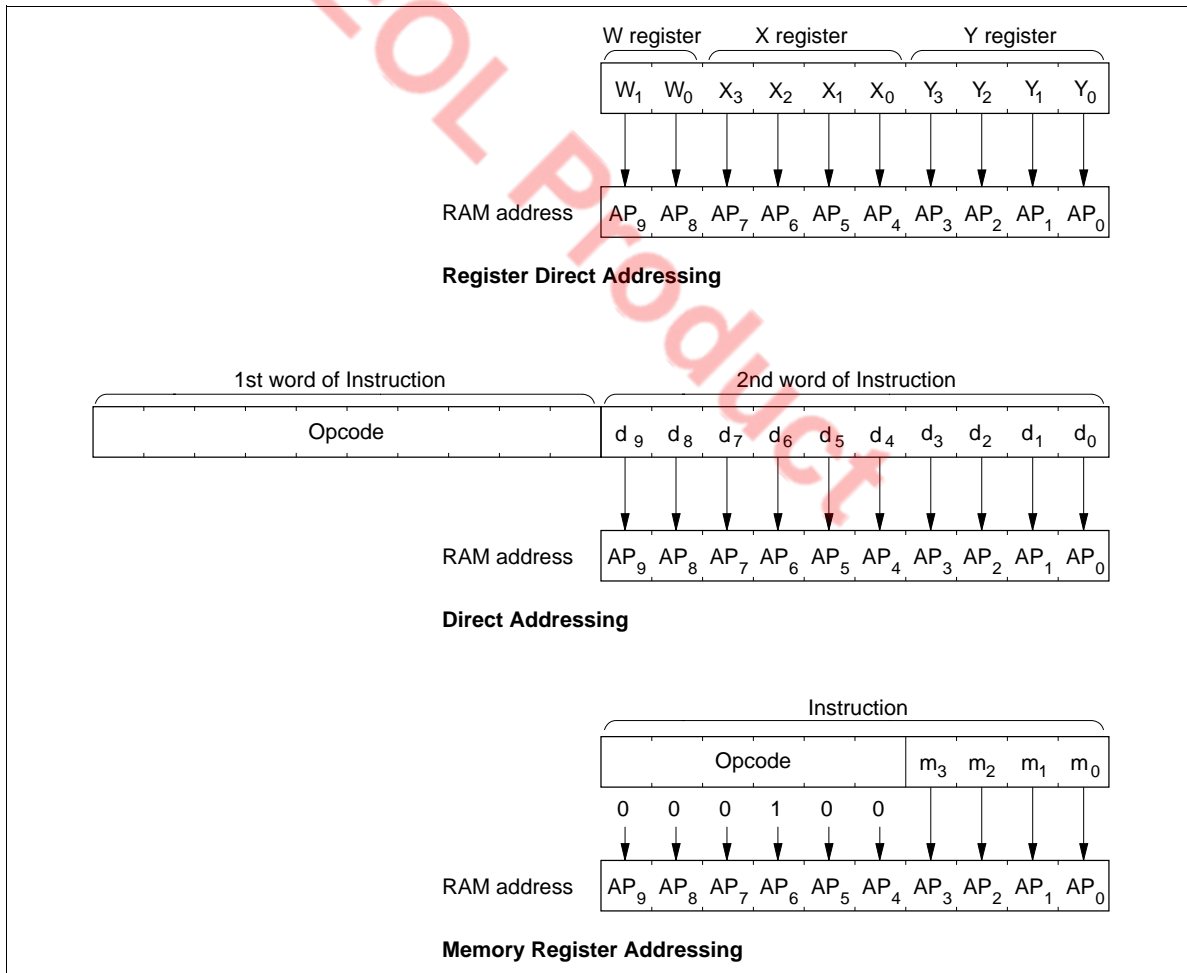 W register X register Y register
W1 W0 X3 X2 X1 X0 Y3 Y2 Y1 Y0
RAM address AP9 AP8 AP7 AP6 AP5 AP4 AP3 AP2 AP1 AP0
Register Direct Addressing
1st word of Instruction 2nd word of Instruction
Opcode d9 d8 d7 d6 d5 d4 d3 d2 d1 d0
RAM address AP9 AP8 AP7 AP6 AP5 AP4 AP3 AP2 AP1 AP0
Direct Addressing
Instruction
Opcode m3 m2 m1 m0
0 0 0 1 0 0
RAM address AP9 AP8 AP7 AP6 AP5 AP4 AP3 AP2 AP1 AP0
Memory Register Addressing
EOL Product